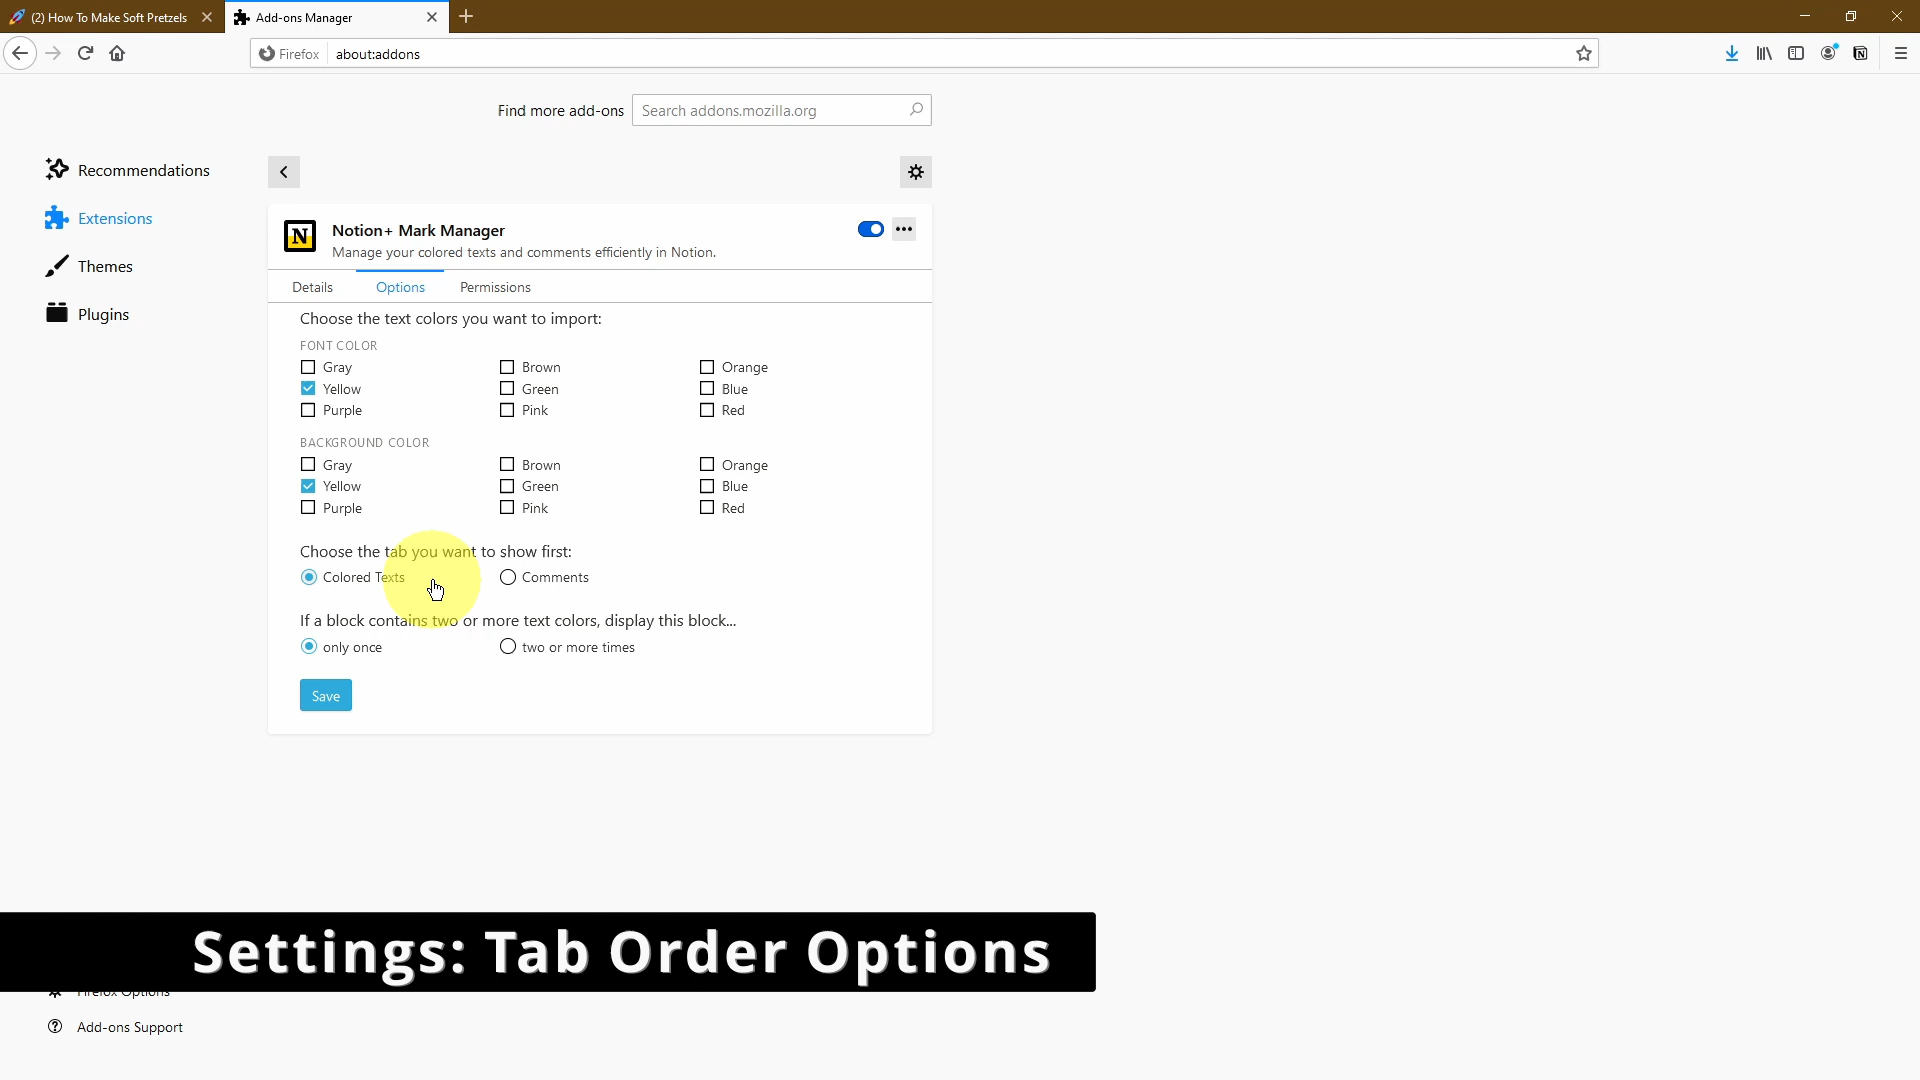 (2) How To Make Soft Pretzels
Add-ons Manager
Firefox
about:addons
Find more add-ons
Search addons.mozilla.org
Recommendations
Extensions
Themes
Plugins
N
Notion+ Mark Manager
Manage your colored texts and comments efficiently in Notion.
Details Options Permissions
Choose the text colors you want to import:
FONT COLOR
Gray Brown Orange
Yellow Green Blue
Purple Pink Red
BACKGROUND COLOR
Gray Brown Orange
Yellow Green Blue
Purple Pink Red
Choose the tab you want to show first:
Colored Texts Comments
If a block contains two or more text colors, display this block...
only once two or more times
Save
Settings: Tab Order Options
Firefox Options
Add-ons Support